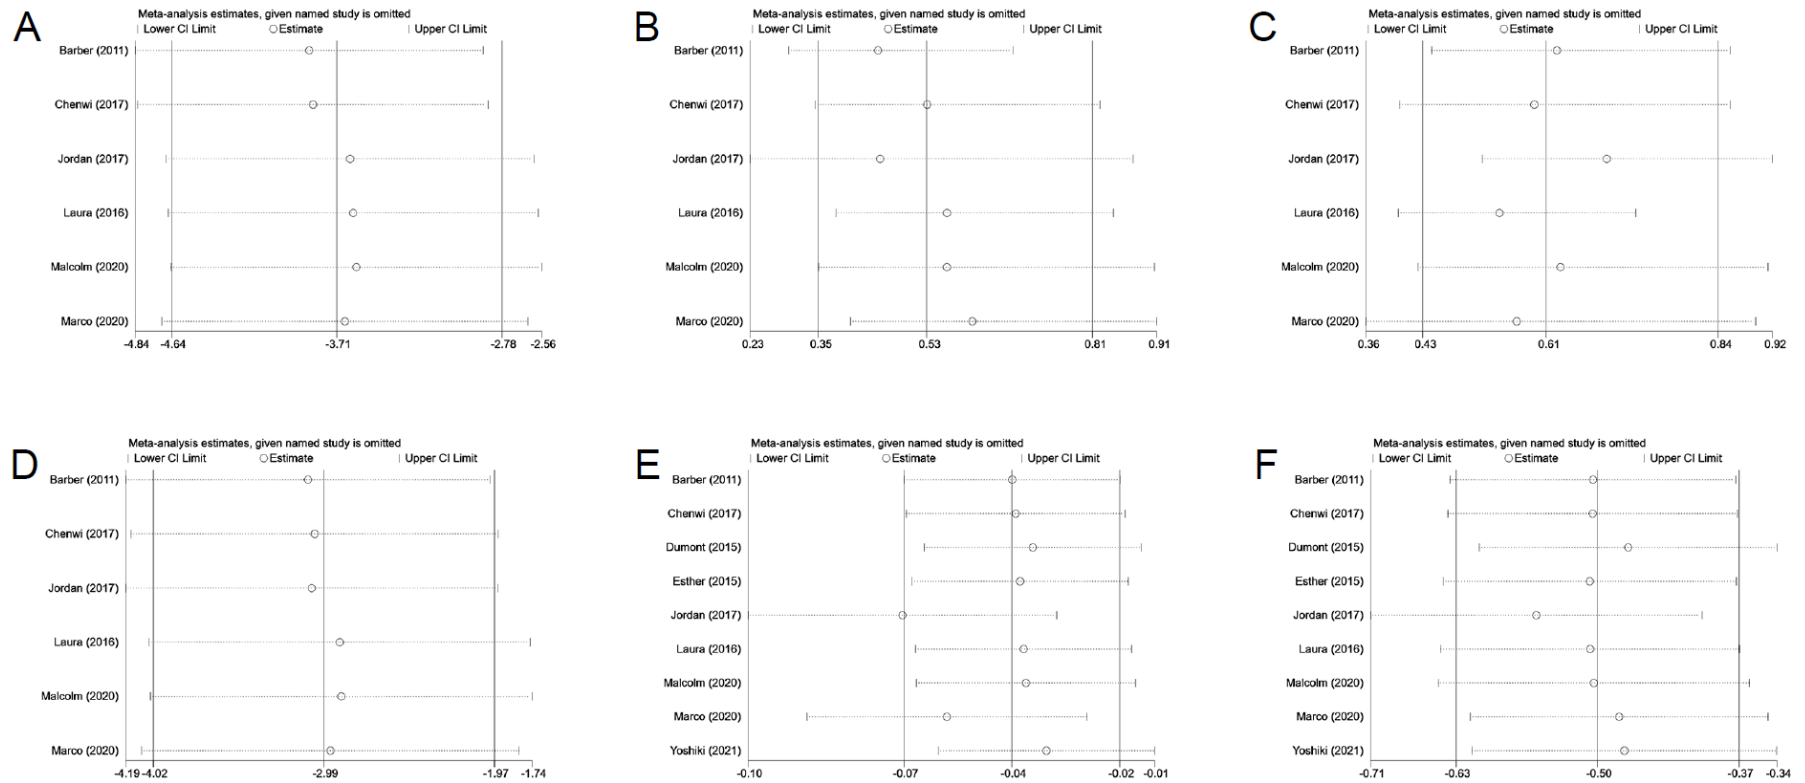 A
Meta-analysis estimates, given named study is omitted
Lower CI Limit Estimate Upper CI Limit
Barber (2011)
Chenwi (2017)
Jordan (2017)
Laura (2016)
Malcolm (2020)
Marco (2020)
-4.84 -4.64 -3.71 -2.78 -2.56
B
Meta-analysis estimates, given named study is omitted
Lower CI Limit Estimate Upper CI Limit
Barber (2011)
Chenwi (2017)
Jordan (2017)
Laura (2016)
Malcolm (2020)
Marco (2020)
0.23 0.35 0.53 0.81 0.91
C
Meta-analysis estimates, given named study is omitted
Lower CI Limit Estimate Upper CI Limit
Barber (2011)
Chenwi (2017)
Jordan (2017)
Laura (2016)
Malcolm (2020)
Marco (2020)
0.36 0.43 0.61 0.84 0.92
D
Meta-analysis estimates, given named study is omitted
Lower CI Limit Estimate Upper CI Limit
Barber (2011)
Chenwi (2017)
Jordan (2017)
Laura (2016)
Malcolm (2020)
Marco (2020)
-4.19 -4.02 -2.99 -1.97 -1.74
E
Meta-analysis estimates, given named study is omitted
Lower CI Limit Estimate Upper CI Limit
Barber (2011)
Chenwi (2017)
Dumont (2015)
Esther (2015)
Jordan (2017)
Laura (2016)
Malcolm (2020)
Marco (2020)
Yoshiki (2021)
-0.10 -0.07 -0.04 -0.02 -0.01
F
Meta-analysis estimates, given named study is omitted
Lower CI Limit Estimate Upper CI Limit
Barber (2011)
Chenwi (2017)
Dumont (2015)
Esther (2015)
Jordan (2017)
Laura (2016)
Malcolm (2020)
Marco (2020)
Yoshiki (2021)
-0.71 -0.63 -0.50 -0.37 -0.34